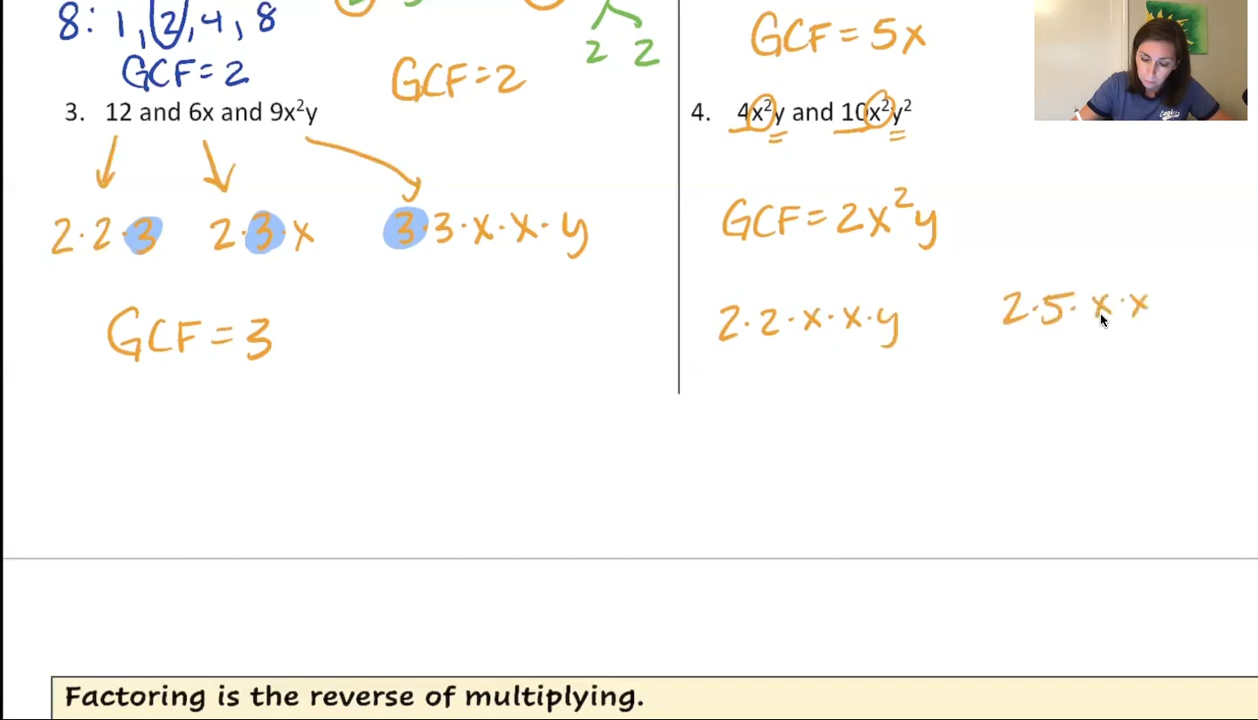 8: 1, 2, 4, 8
GCF = 2
GCF = 2
2 2
3. 12 and 6x and 9x²y
2·2·3 2·3·x 3·3·x·x·y
GCF = 3
GCF = 5x
4. 4x²y and 10x²y²
GCF = 2x²y
2·2·x·x·y 2·5·x·x
Factoring is the reverse of multiplying.